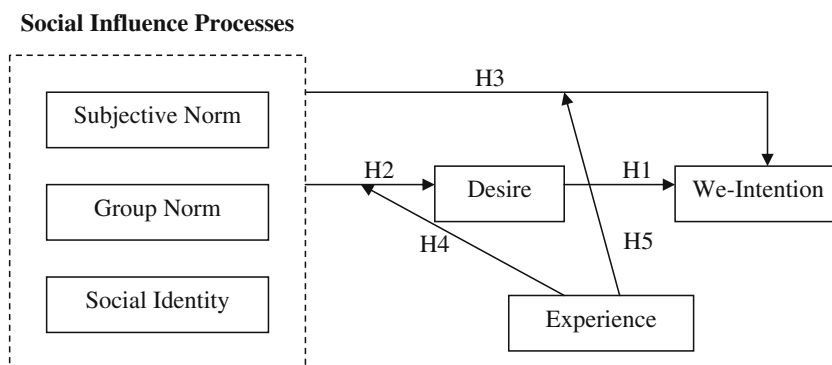 Social Influence Processes
H3
Subjective Norm
H2
H1
Desire
We-Intention
Group Norm
H4
H5
Social Identity
Experience